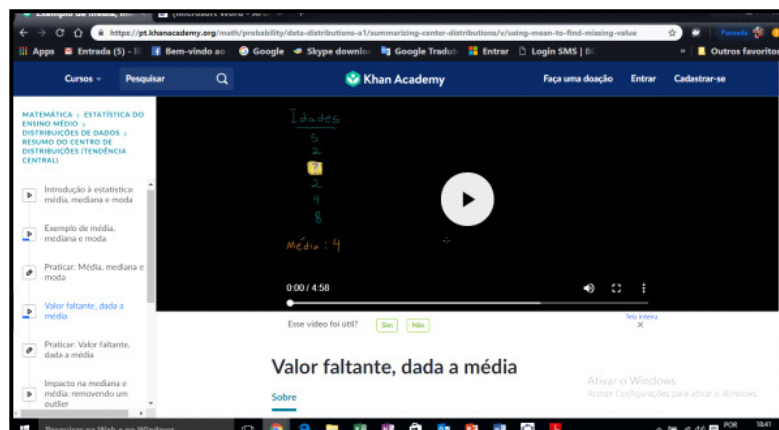 https://pt.khanacademy.org/math/probability/data-distributions-a1/summarizing-center-distributions/v/using-mean-to-find-missing-value
Apps Entrada (5) - Bem-vindo ao Google Skype downlo Google Tradut Entrar Login SMS | Outros favoritos
Cursos Pesquisar Khan Academy Faça uma doação Entrar Cadastrar-se
MATEMÁTICA > ESTATÍSTICA DO
ENSINO MÉDIO >
DISTRIBUIÇÕES DE DADOS >
RESUMO DO CENTRO DE
DISTRIBUIÇÕES (TENDÊNCIA
CENTRAL)
Introdução à estatística:
média, mediana e moda
Exemplo de média,
mediana e moda
Praticar: Média, mediana e
moda
Valor faltante, dada a
média
Praticar: Valor faltante,
dada a média
Impacto na mediana e
média: removendo um
outlier
Idades
5
2
?
2
4
8
Média : 4
0:00 / 4:58
Esse vídeo foi útil? Sim Não
Tela inteira
Valor faltante, dada a média
Sobre
Ativar o Windows
Acesse Configurações para ativar o Windows.
Pesquisar na Web e no Windows
POR 18:41